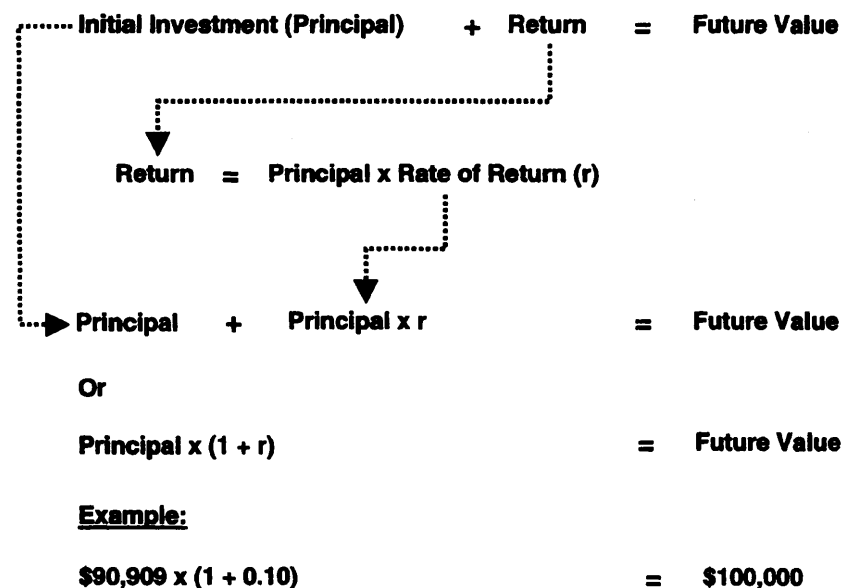 Initial Investment (Principal) + Return = Future Value
Return = Principal x Rate of Return (r)
Principal + Principal x r = Future Value
Or
Principal x (1 + r) = Future Value
Example:
$90,909 x (1 + 0.10) = $100,000